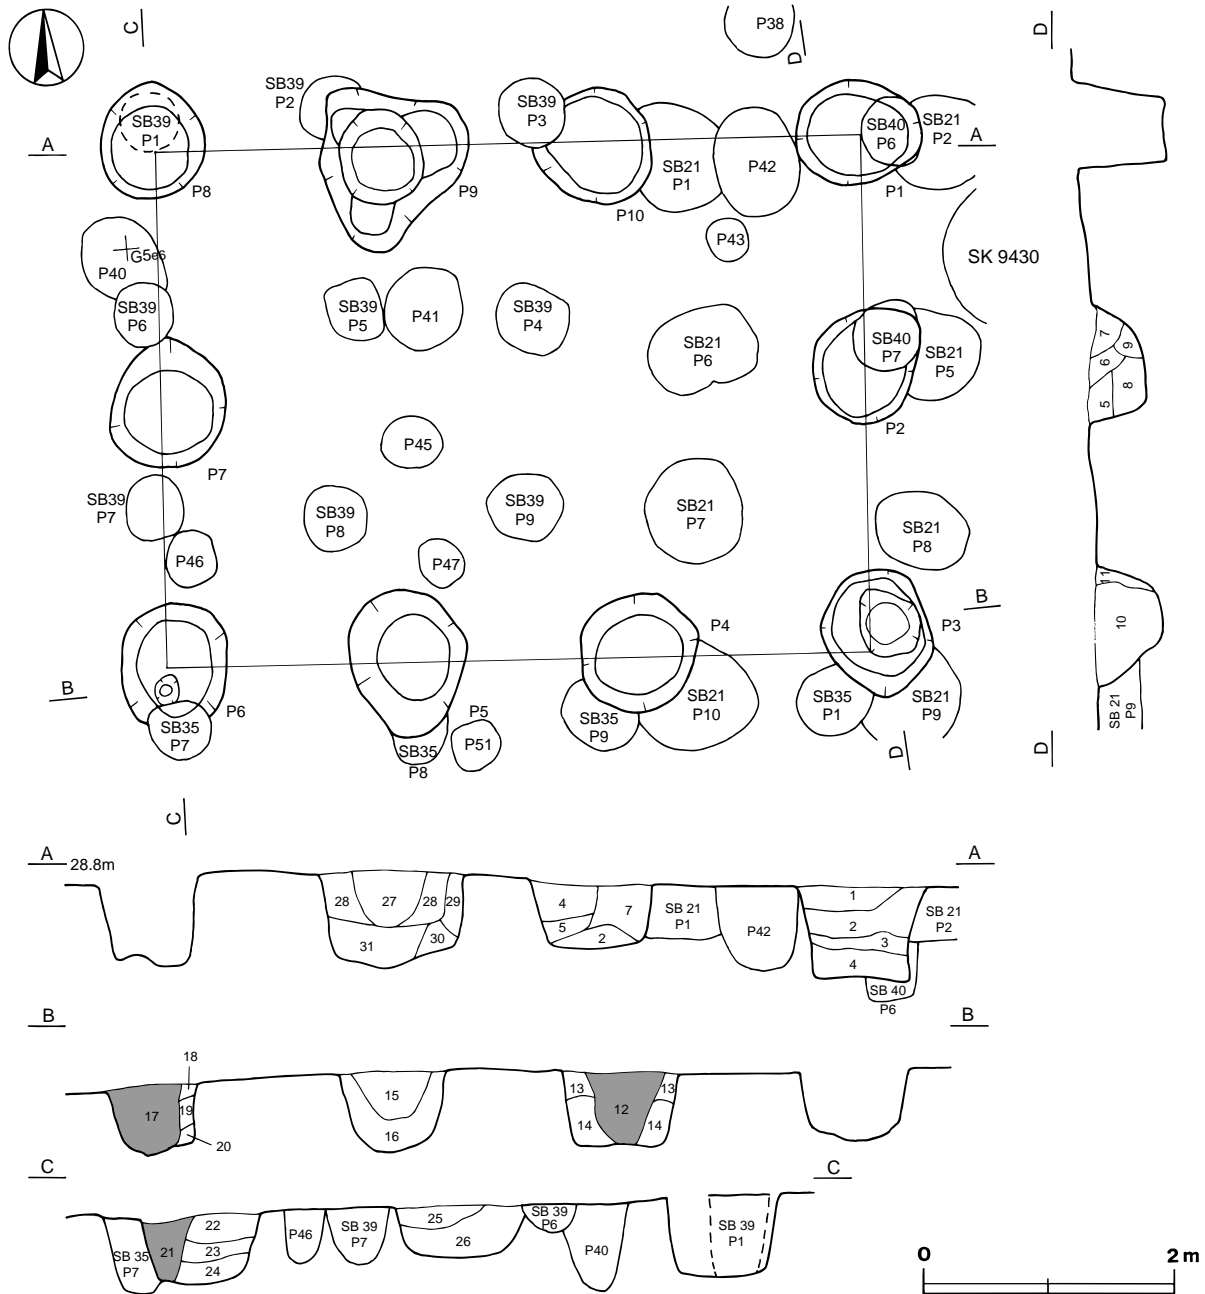 C
D
P38
D
SB39
P2
SB39
P1
SB39
P3
SB40
P6
SB21
P2
A
A
P8
P9
P10
SB21
P1
P42
P1
P43
G5e6
P40
SK 9430
SB39
P6
SB39
P5
P41
SB39
P4
SB21
P6
SB40
P7
SB21
P5
P2
7
9
6
8
5
P45
P7
SB39
P7
SB39
P8
SB39
P9
SB21
P7
SB21
P8
P46
P47
11
10
B
P4
P3
B
P6
SB35
P7
P5
SB35
P8
P51
SB35
P9
SB21
P10
SB35
P1
SB21
P9
SB 21
P9
D
D
C
A
28.8m
A
28
27
28
29
30
31
4
5
7
2
SB 21
P1
P42
1
2
3
4
SB 21
P2
SB 40
P6
B
B
18
17
19
20
15
16
13
12
13
14
14
C
C
SB 35
P7
21
22
23
24
P46
SB 39
P7
25
26
SB 39
P6
P40
SB 39
P1
0
2 m